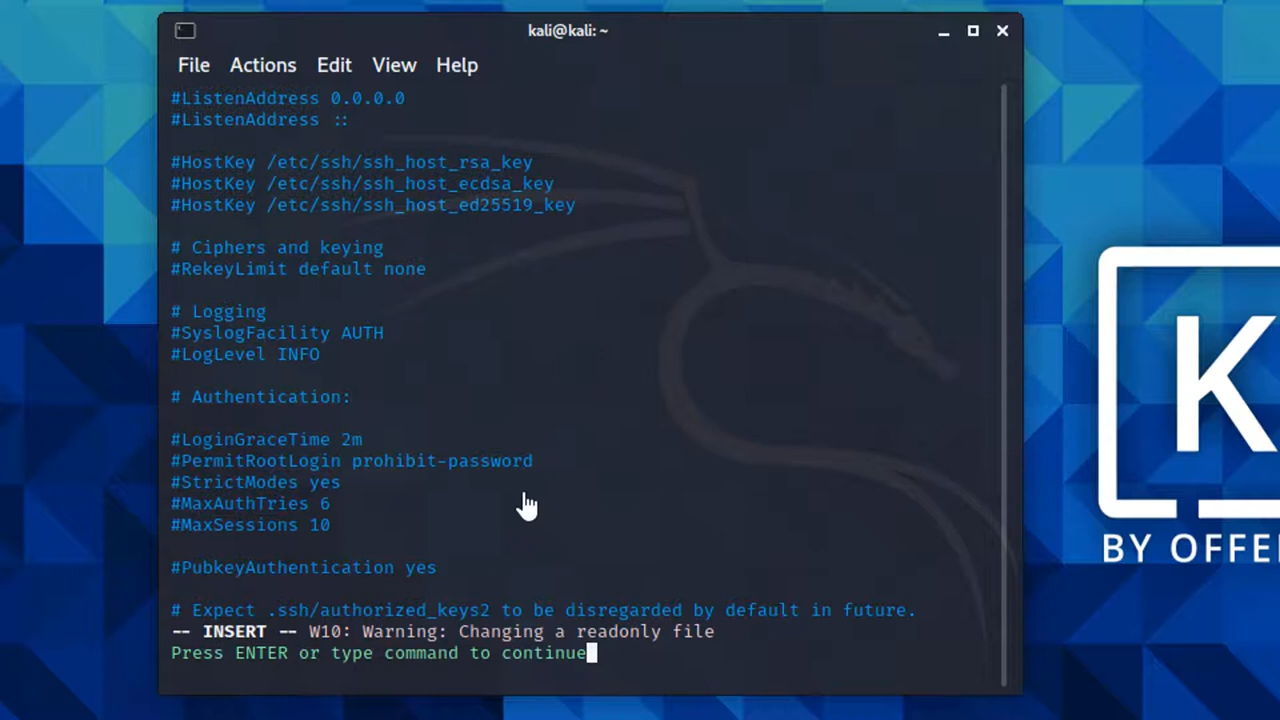 kali@kali: ~
File Actions Edit View Help
#ListenAddress 0.0.0.0
#ListenAddress ::
#HostKey /etc/ssh/ssh_host_rsa_key
#HostKey /etc/ssh/ssh_host_ecdsa_key
#HostKey /etc/ssh/ssh_host_ed25519_key
# Ciphers and keying
#RekeyLimit default none
# Logging
#SyslogFacility AUTH
#LogLevel INFO
# Authentication:
#LoginGraceTime 2m
#PermitRootLogin prohibit-password
#StrictModes yes
#MaxAuthTries 6
#MaxSessions 10
#PubkeyAuthentication yes
# Expect .ssh/authorized_keys2 to be disregarded by default in future.
-- INSERT -- W10: Warning: Changing a readonly file
Press ENTER or type command to continue
K
BY OFFE